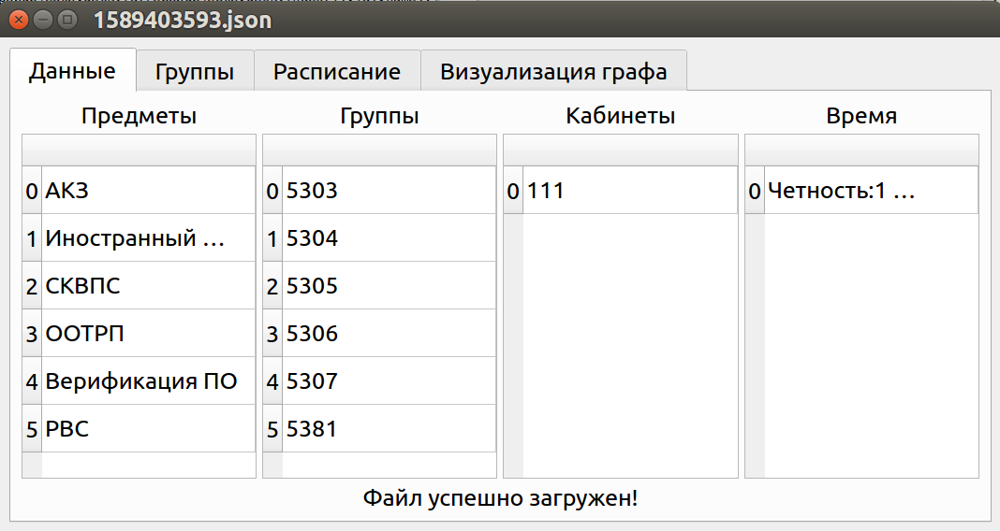 1589403593.json
Данные Группы Расписание Визуализация графа
Предметы Группы Кабинеты Время
0 АКЗ 0 5303 0 111 0 Четность:1 ...
1 Иностранный ... 1 5304
2 СКВПС 2 5305
3 ООТРП 3 5306
4 Верификация ПО 4 5307
5 РВС 5 5381
Файл успешно загружен!